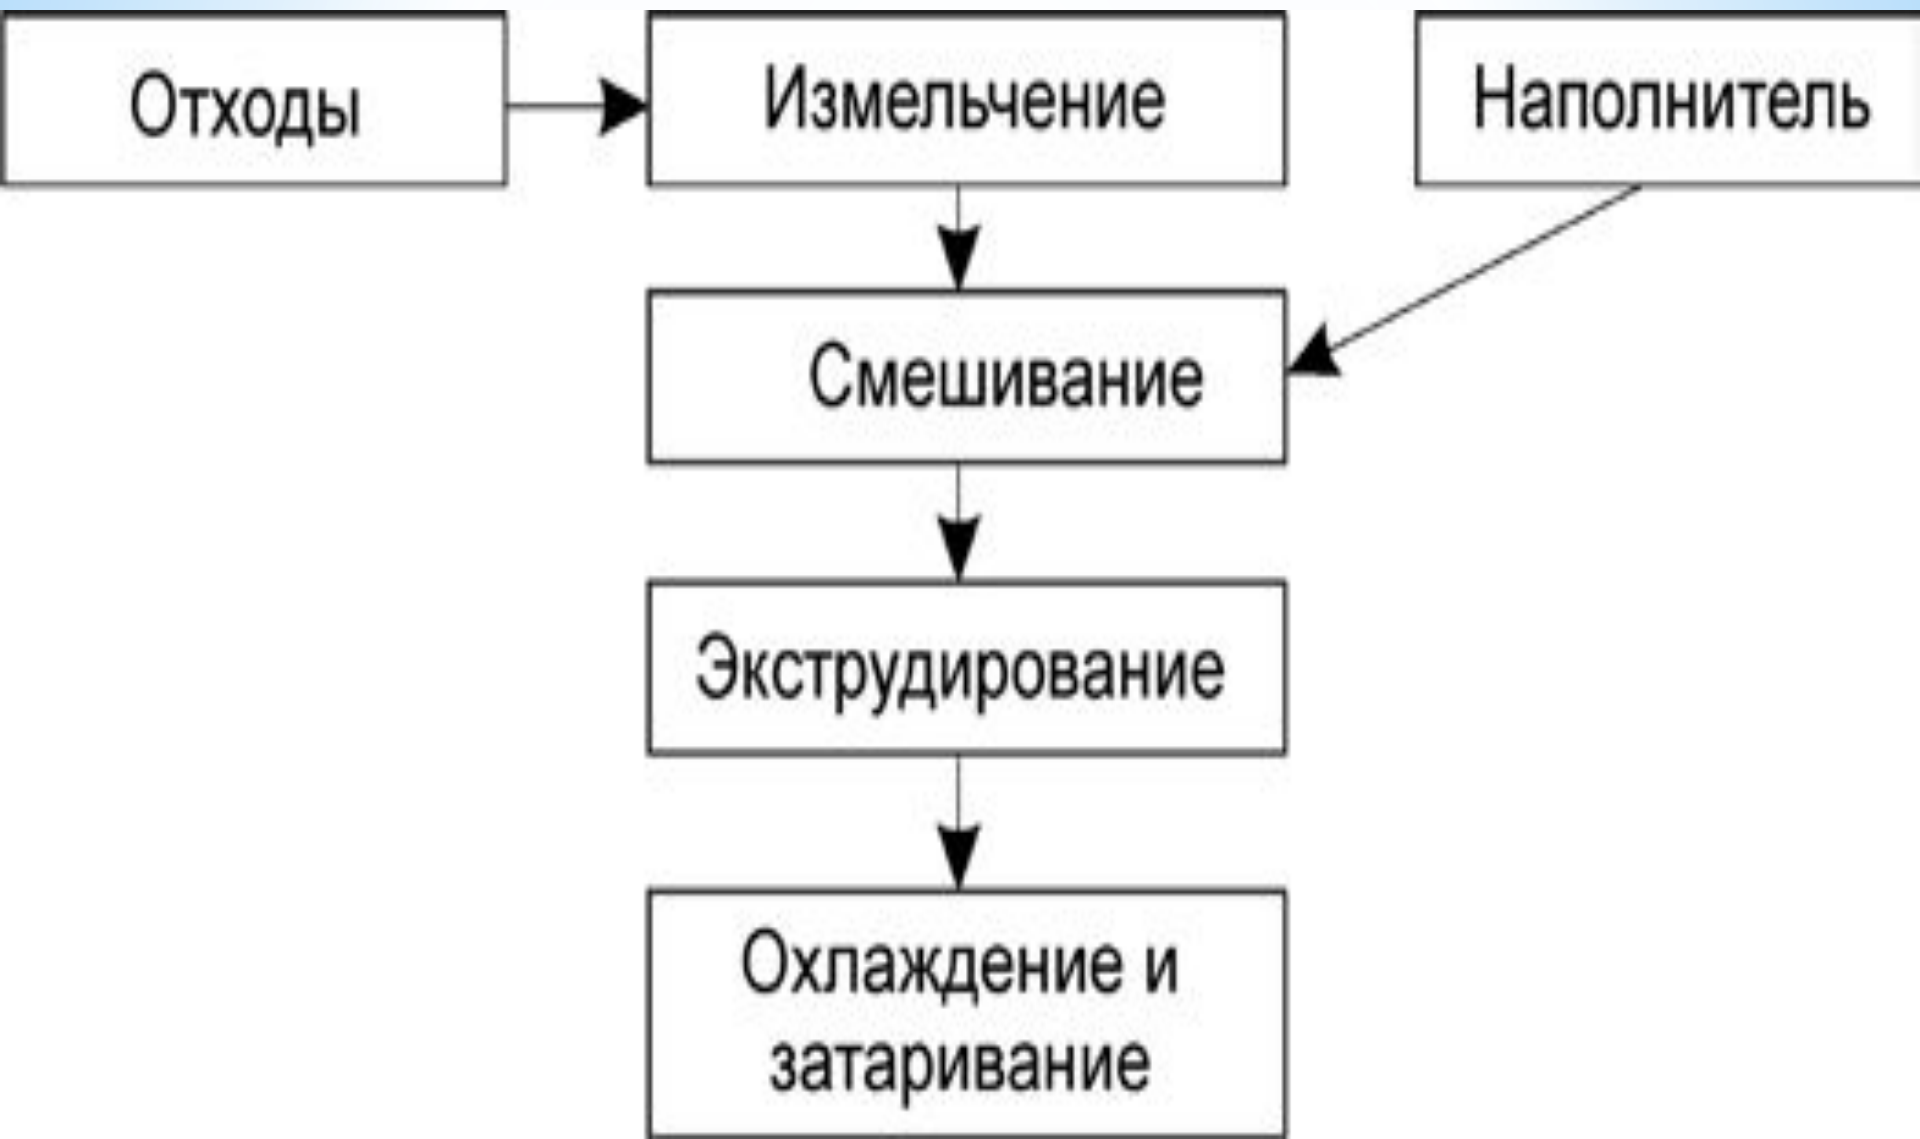 Отходы
Измельчение
Наполнитель
Смешивание
Экструдирование
Охлаждение и
затаривание